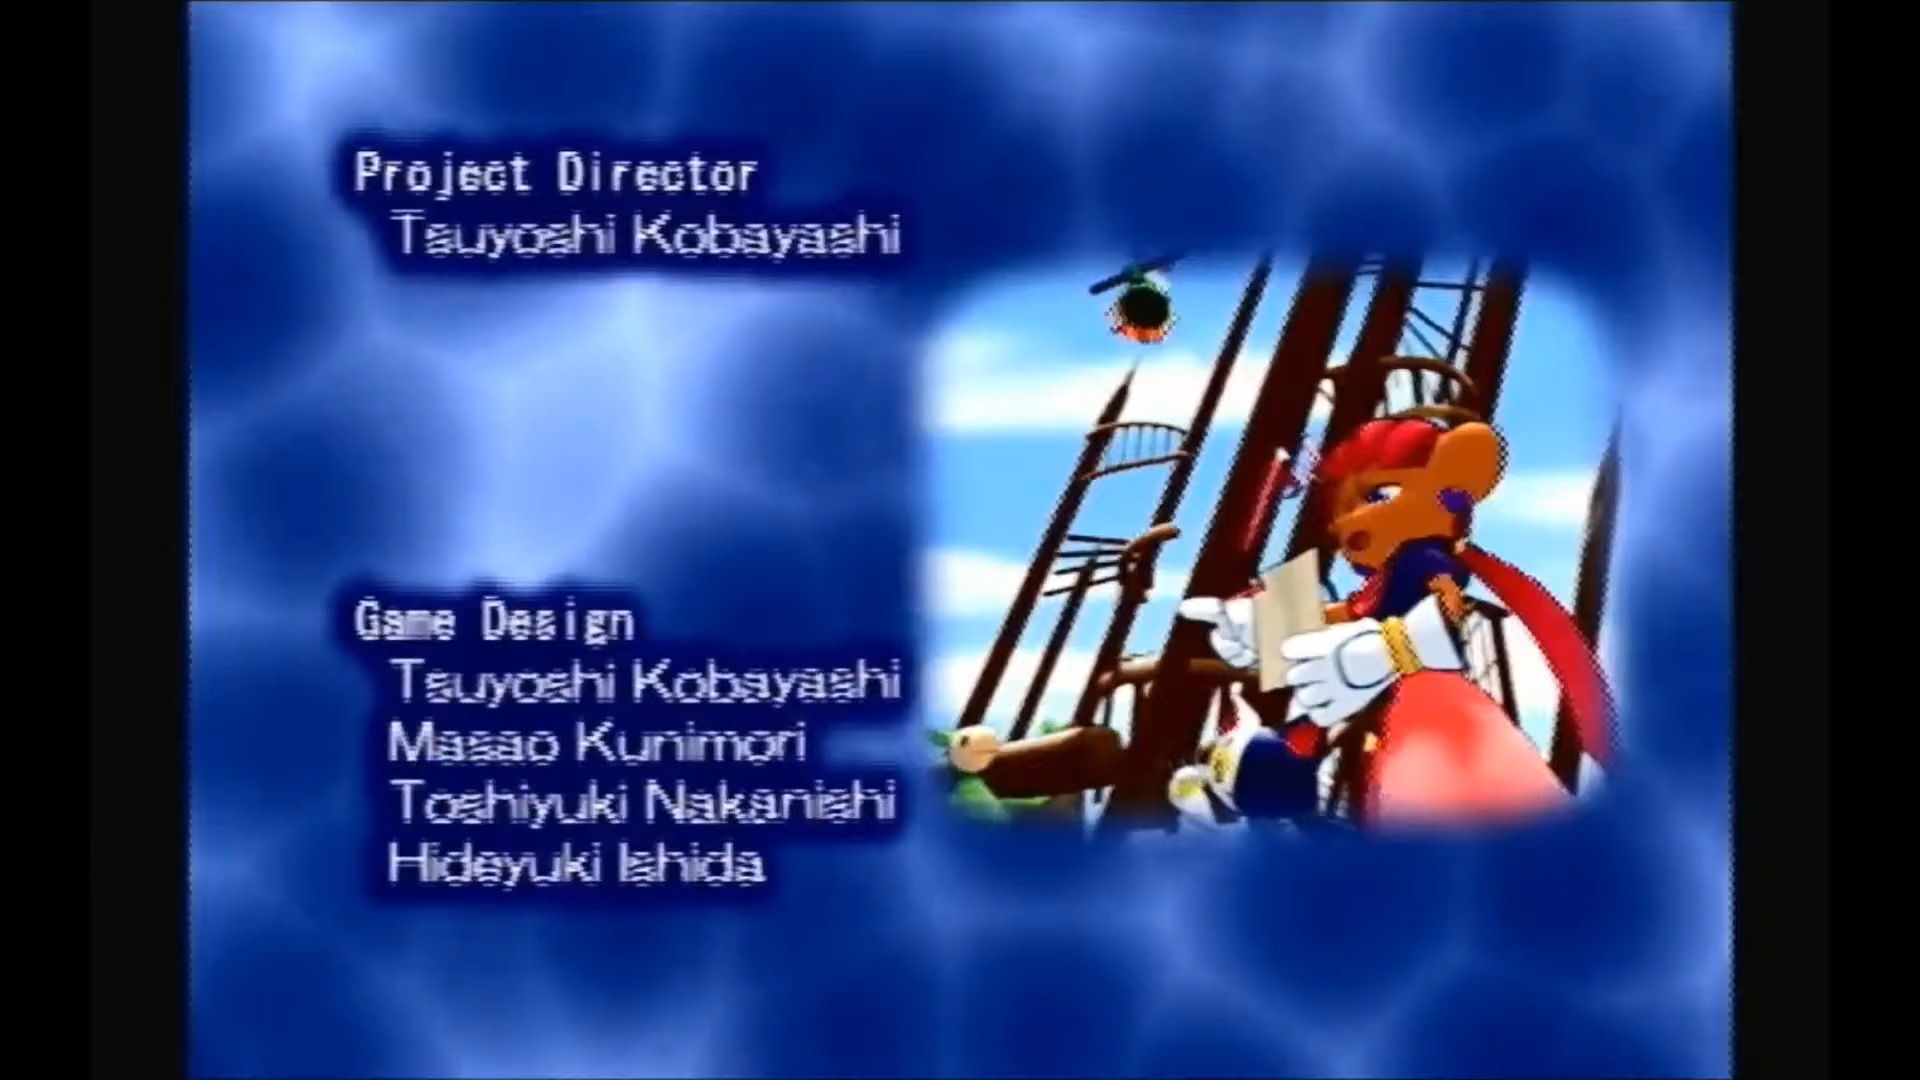 Project Director
Tsuyoshi Kobayashi
Game Design
Tsuyoshi Kobayashi
Masao Kunimori
Toshiyuki Nakanishi
Hideyuki Ishida